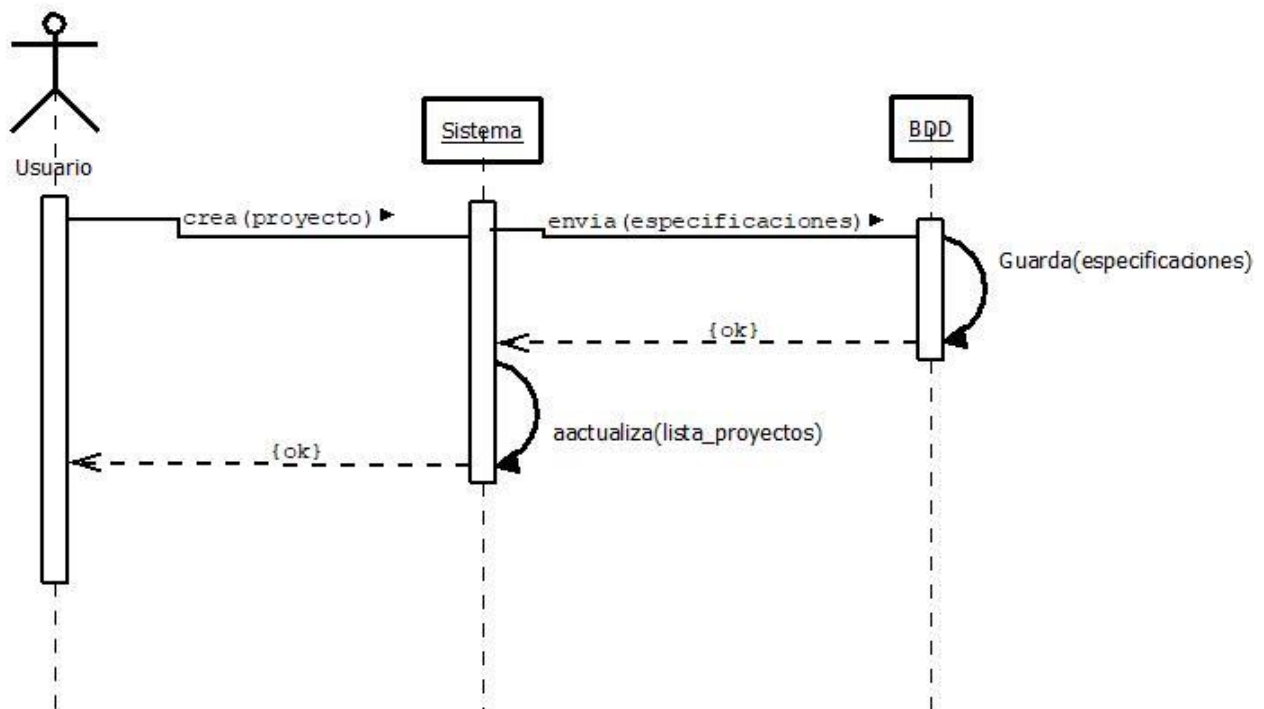 Sistema
BDD
Usuario
crea(proyecto)
envia(especificaciones)
Guarda(especificaciones)
{ok}
aactualiza(lista_proyectos)
{ok}